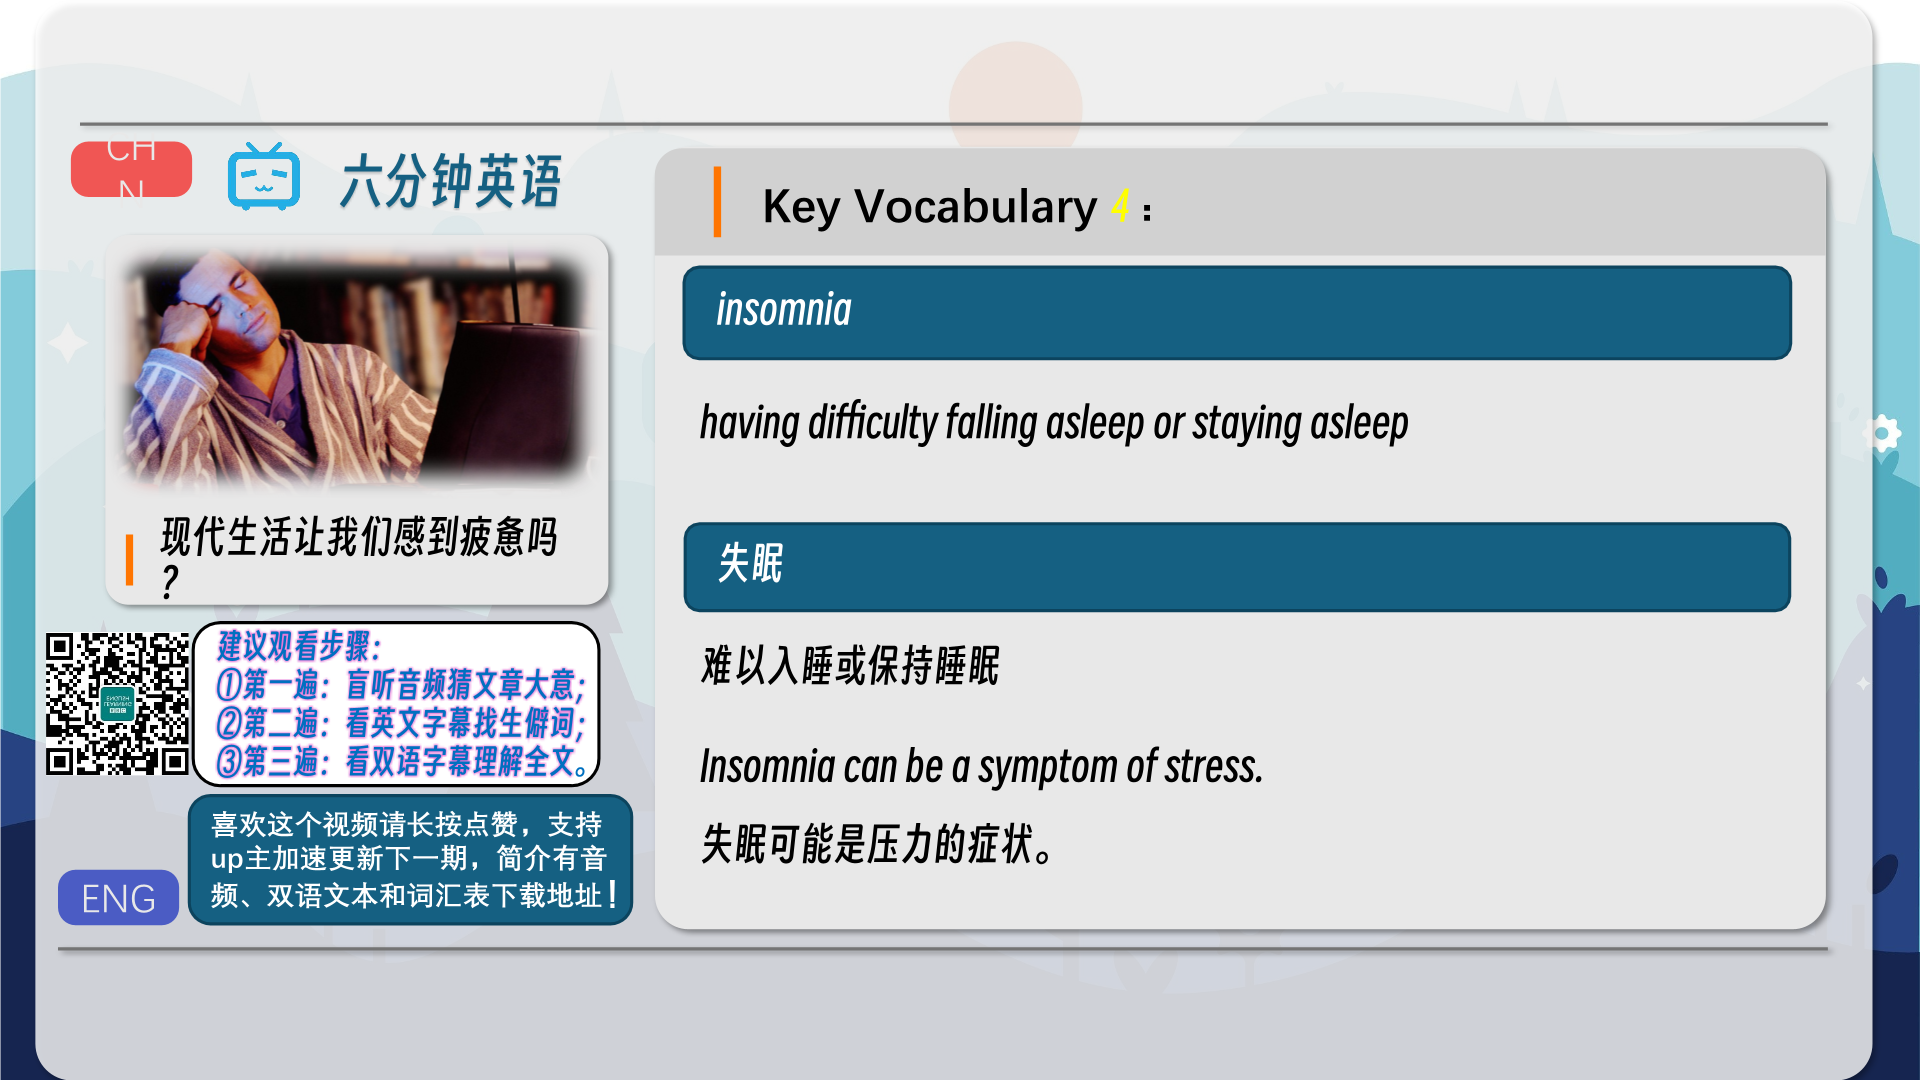 CH
N
六分钟英语
现代生活让我们感到疲惫吗
?
建议观看步骤：
①第一遍：盲听音频猜文章大意；
②第二遍：看英文字幕找生僻词；
③第三遍：看双语字幕理解全文。
喜欢这个视频请长按点赞，支持
up主加速更新下一期，简介有音
频、双语文本和词汇表下载地址！
ENG
Key Vocabulary 4：
insomnia
having difficulty falling asleep or staying asleep
失眠
难以入睡或保持睡眠
Insomnia can be a symptom of stress.
失眠可能是压力的症状。